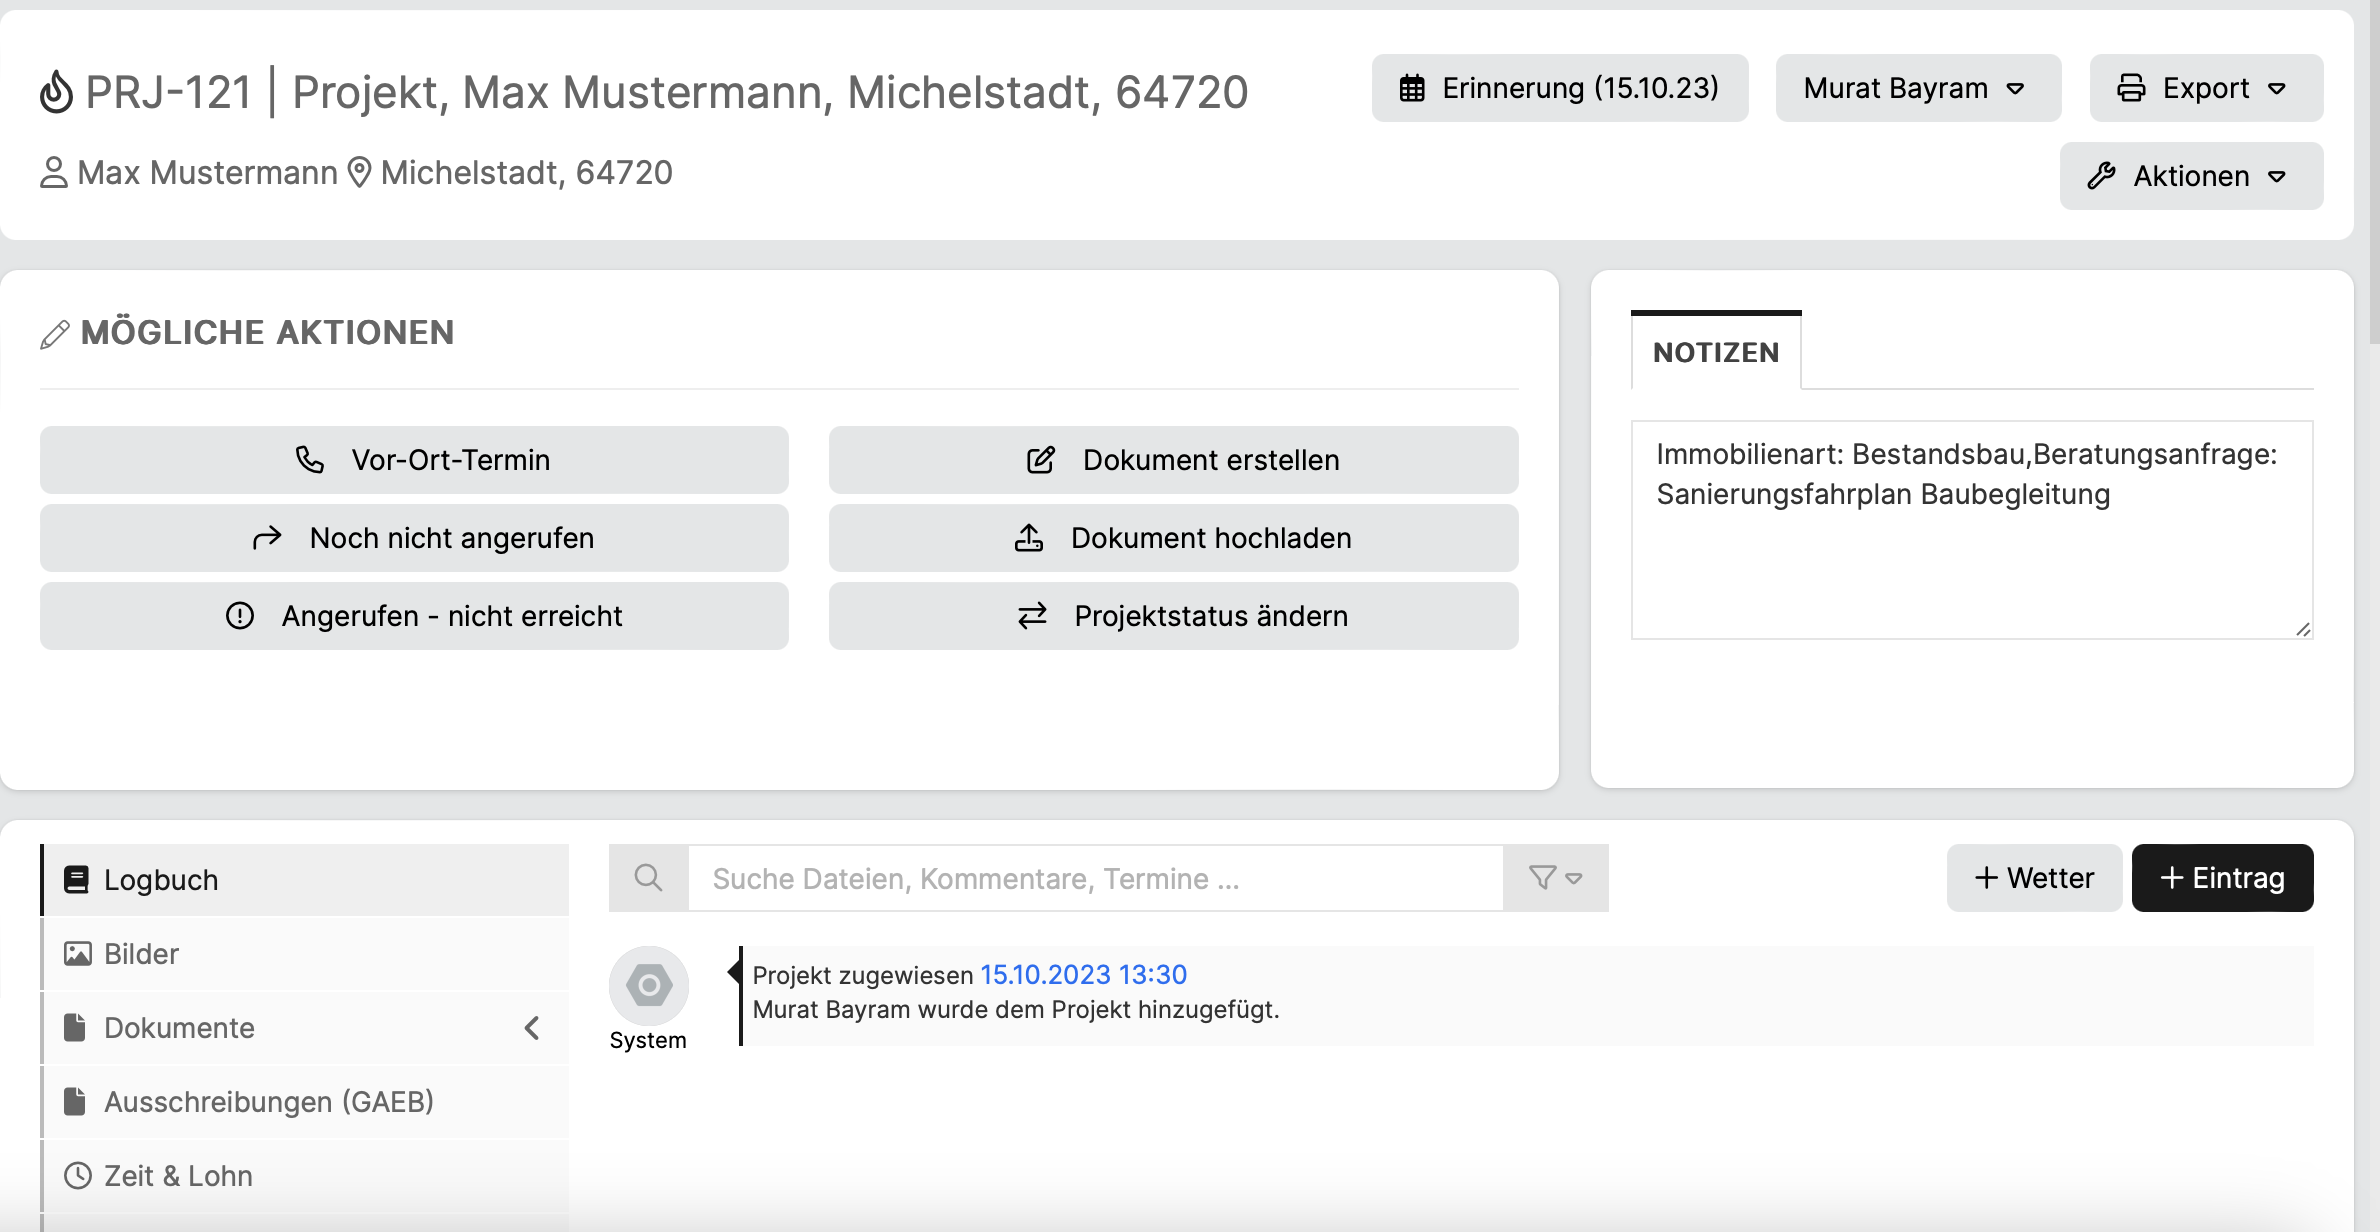 PRJ-121 | Projekt, Max Mustermann, Michelstadt, 64720
Erinnerung (15.10.23)
Murat Bayram
Export
Max Mustermann Michelstadt, 64720
Aktionen
MÖGLICHE AKTIONEN
Vor-Ort-Termin
Dokument erstellen
Noch nicht angerufen
Dokument hochladen
Angerufen - nicht erreicht
Projektstatus ändern
NOTIZEN
Immobilienart: Bestandsbau,Beratungsanfrage:
Sanierungsfahrplan Baubegleitung
Logbuch
Bilder
Dokumente
Ausschreibungen (GAEB)
Zeit & Lohn
Suche Dateien, Kommentare, Termine ...
+ Wetter
+ Eintrag
System
Projekt zugewiesen 15.10.2023 13:30
Murat Bayram wurde dem Projekt hinzugefügt.